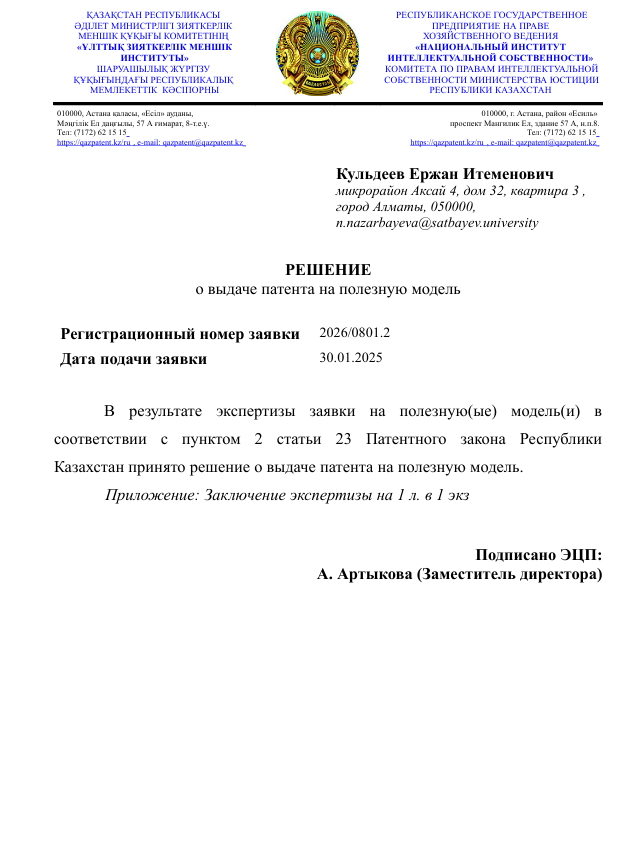 ҚАЗАҚСТАН РЕСПУБЛИКАСЫ
ӘДІЛЕТ МИНИСТРЛІГІ ЗИЯТКЕРЛІК
МЕНШІК ҚҰҚЫҒЫ КОМИТЕТІНІҢ
«ҰЛТТЫҚ ЗИЯТКЕРЛІК МЕНШІК
ИНСТИТУТЫ»
ШАРУАШЫЛЫҚ ЖҮРГІЗУ
ҚҰҚЫҒЫНДАҒЫ РЕСПУБЛИКАЛЫҚ
МЕМЛЕКЕТТІК КӘСІПОРНЫ
РЕСПУБЛИКАНСКОЕ ГОСУДАРСТВЕННОЕ
ПРЕДПРИЯТИЕ НА ПРАВЕ
ХОЗЯЙСТВЕННОГО ВЕДЕНИЯ
«НАЦИОНАЛЬНЫЙ ИНСТИТУТ
ИНТЕЛЛЕКТУАЛЬНОЙ СОБСТВЕННОСТИ»
КОМИТЕТА ПО ПРАВАМ ИНТЕЛЛЕКТУАЛЬНОЙ
СОБСТВЕННОСТИ МИНИСТЕРСТВА ЮСТИЦИИ
РЕСПУБЛИКИ КАЗАХСТАН
010000, Астана қаласы, «Есіл» ауданы,
Мәңгілік Ел даңғылы, 57 А ғимарат, 8-т.е.ү.
Тел: (7172) 62 15 15
https://qazpatent.kz/ru , e-mail: qazpatent@qazpatent.kz
010000, г. Астана, район «Есиль»
проспект Мангилик Ел, здание 57 А, н.п.8.
Тел: (7172) 62 15 15
https://qazpatent.kz/ru , e-mail: qazpatent@qazpatent.kz
Кульдеев Ержан Итеменович
микрорайон Аксай 4, дом 32, квартира 3 ,
город Алматы, 050000,
n.nazarbayeva@satbayev.university
РЕШЕНИЕ
о выдаче патента на полезную модель
Регистрационный номер заявки 2026/0801.2
Дата подачи заявки 30.01.2025
В результате экспертизы заявки на полезную(ые) модель(и) в
соответствии с пунктом 2 статьи 23 Патентного закона Республики
Казахстан принято решение о выдаче патента на полезную модель.
Приложение: Заключение экспертизы на 1 л. в 1 экз
Подписано ЭЦП:
А. Артыкова (Заместитель директора)